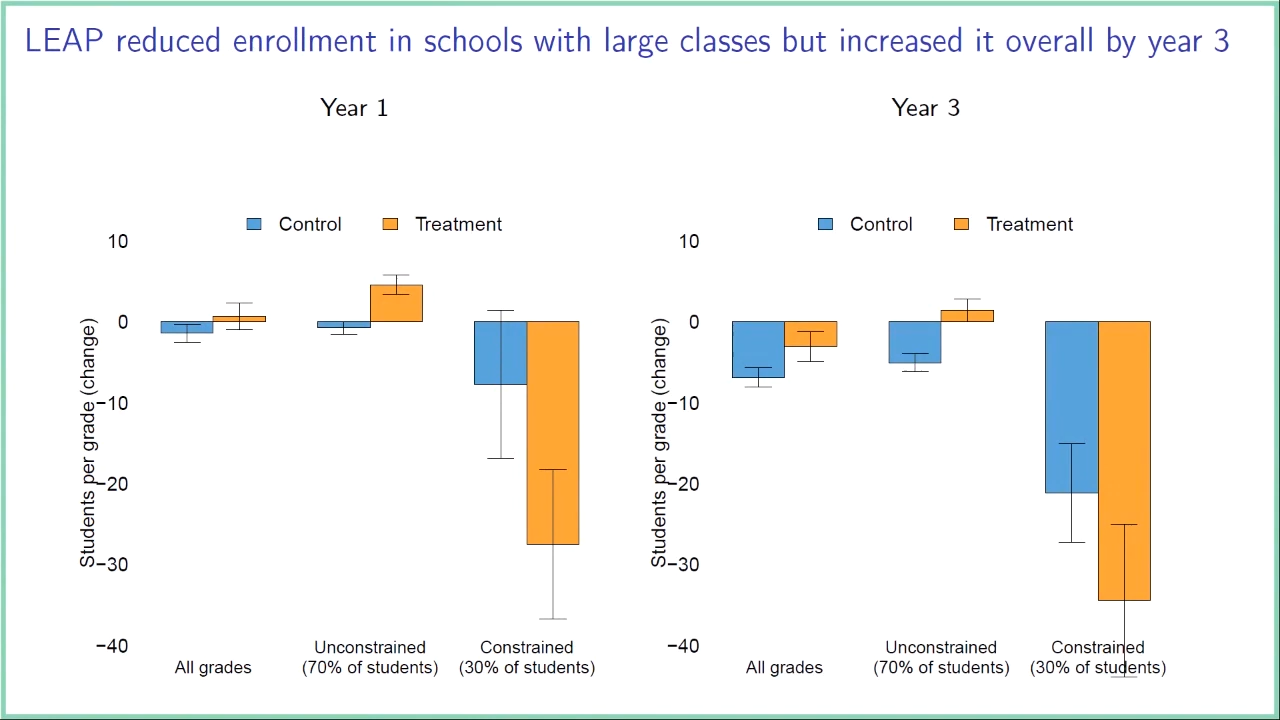 LEAP reduced enrollment in schools with large classes but increased it overall by year 3
Year 1
Control
Treatment
Students per grade (change)
10
0
−10
−20
−30
−40
All grades
Unconstrained
(70% of students)
Constrained
(30% of students)
Year 3
Control
Treatment
Students per grade (change)
10
0
−10
−20
−30
−40
All grades
Unconstrained
(70% of students)
Constrained
(30% of students)